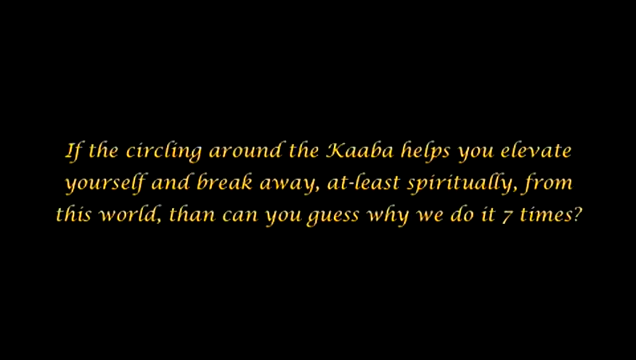 If the circling around the Kaaba helps you elevate
yourself and break away, at-least spiritually, from
this world, than can you guess why we do it 7 times?